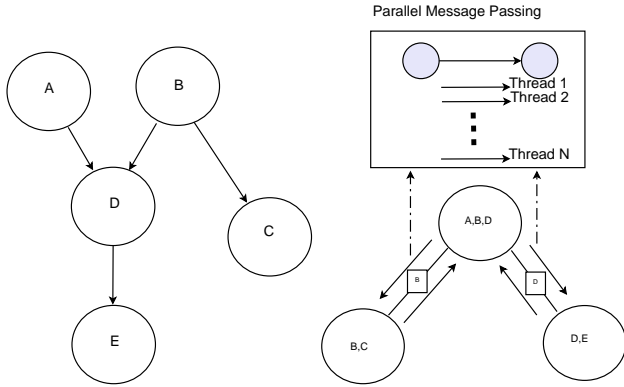 Parallel Message Passing
A
B
Thread 1
Thread 2
Thread N
D
C
A,B,D
B
D
E
B,C
D,E